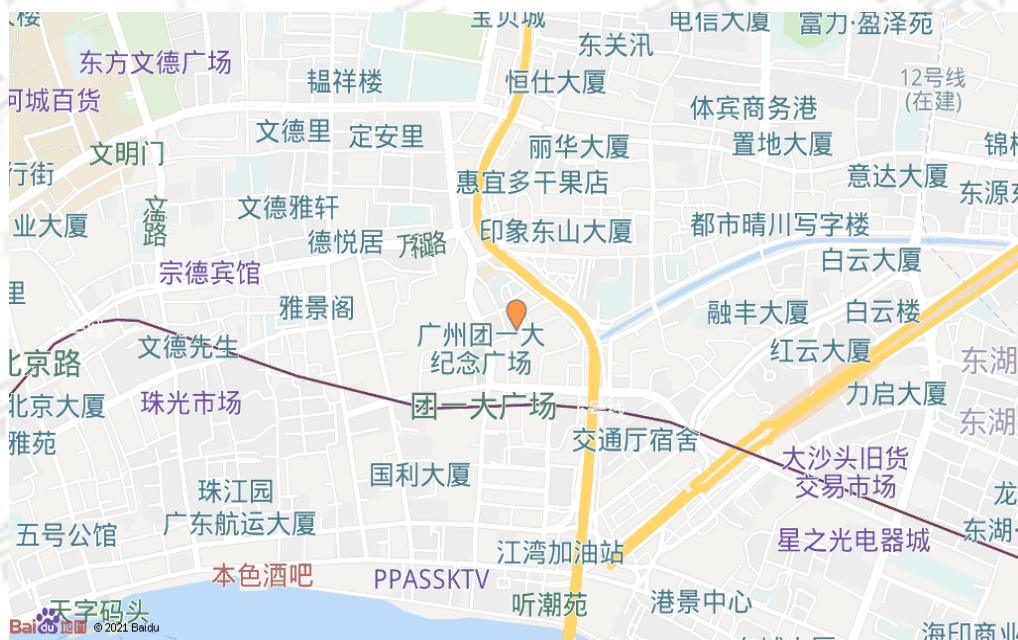 宝贝城
电信大厦
富力·盈泽苑
东关汛
东方文德广场
韫祥楼
恒仕大厦
12号线
(在建)
河城百货
体宾商务港
文德里
定安里
丽华大厦
置地大厦
文明门
行街
惠宜多干果店
意达大厦
文德路
文德雅轩
业大厦
德悦居
万福路
印象东山大厦
都市晴川写字楼
宗德宾馆
白云大厦
里
雅景阁
融丰大厦
白云楼
广州团一大
纪念广场
文德先生
红云大厦
北京路
东湖
珠光市场
力启大厦
北京大厦
团一大广场
东湖
雅苑
交通厅宿舍
大沙头旧货
交易市场
国利大厦
珠江园
龙
五号公馆
广东航运大厦
东湖
星之光电器城
江湾加油站
本色酒吧
PPASSKTV
听潮苑
港景中心
天字码头
海印商业
Bai du 地图
© 2021 Baidu